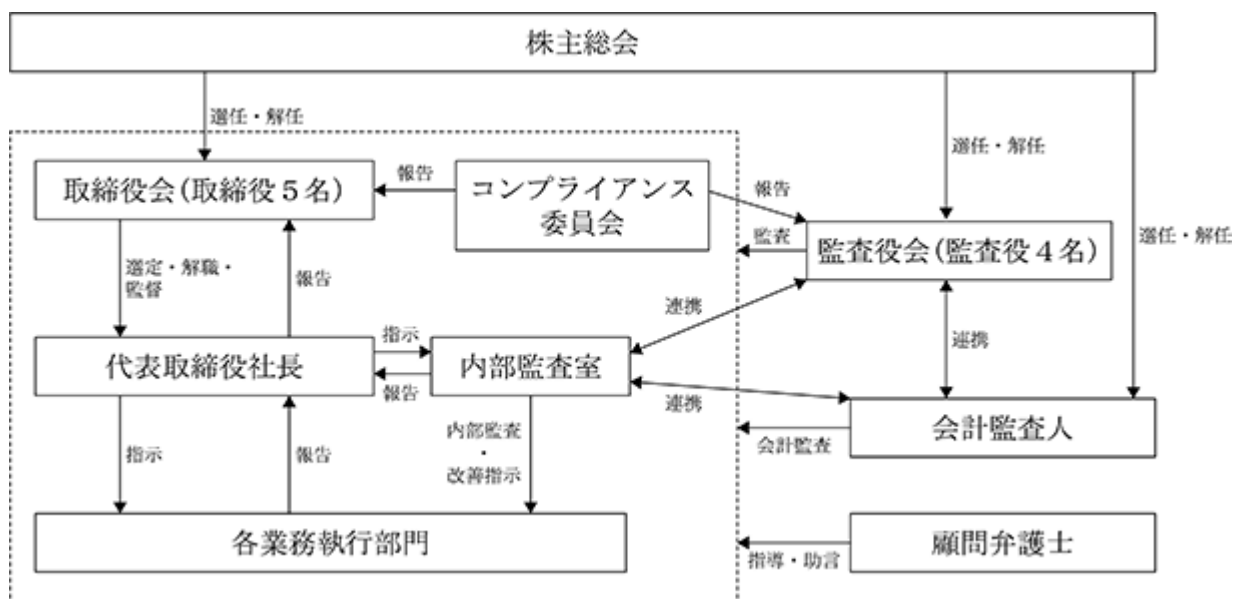 株主総会
選任・解任
選任・解任
選任・解任
取締役会(取締役5名)
報告
コンプライアンス
委員会
報告
監査
監査役会(監査役4名)
選定・解職・
監督
報告
連携
連携
代表取締役社長
指示
報告
内部監査室
連携
会計監査人
会計監査
指示
報告
内部監査
・
改善指示
各業務執行部門
指導・助言
顧問弁護士